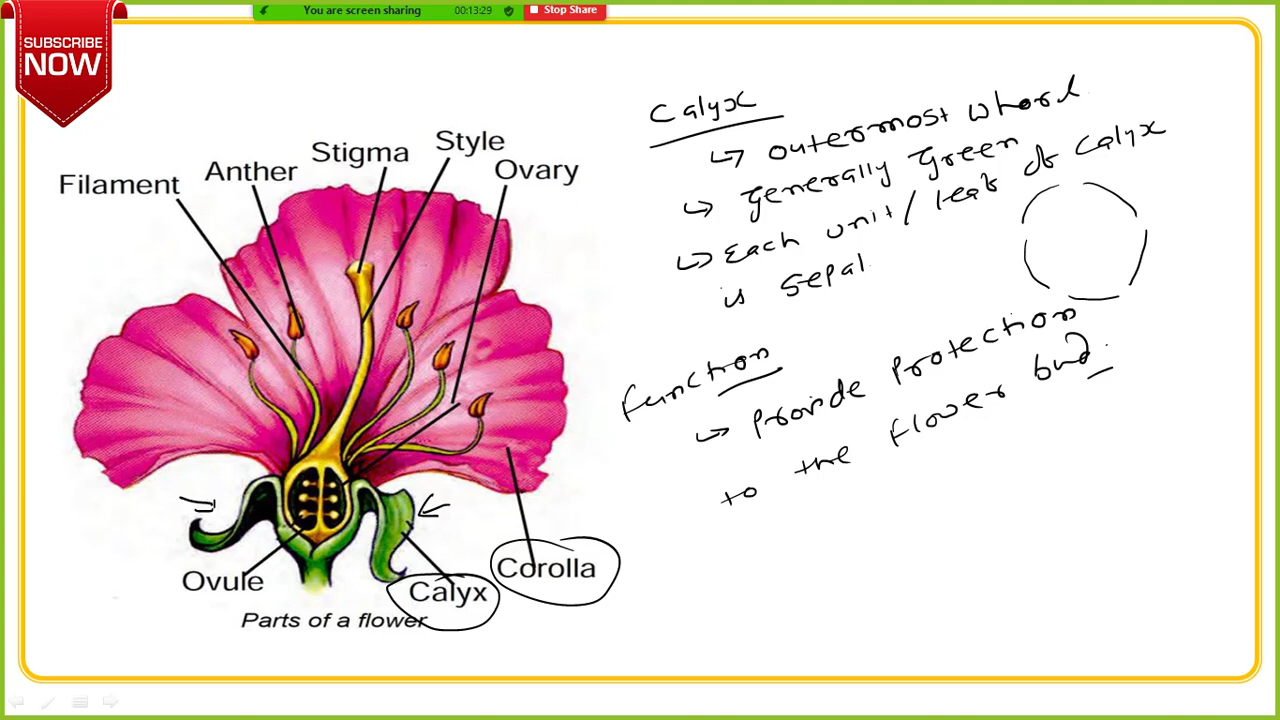 You are screen sharing 00:13:29 Stop Share
SUBSCRIBE
NOW
Filament
Anther
Stigma
Style
Ovary
Ovule
Calyx
Corolla
Parts of a flower
Calyx
↳ outermost whorl
↳ Generally Green
↳ Each unit/leaf of calyx
is sepal.
Function
↳ Provide Protection
to the flower bud.